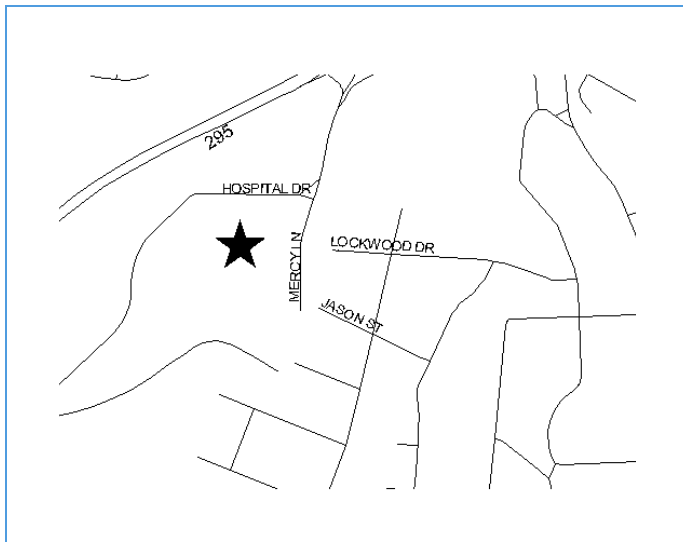 295
HOSPITAL DR
LOCKWOOD DR
MERCY LN
JASON ST